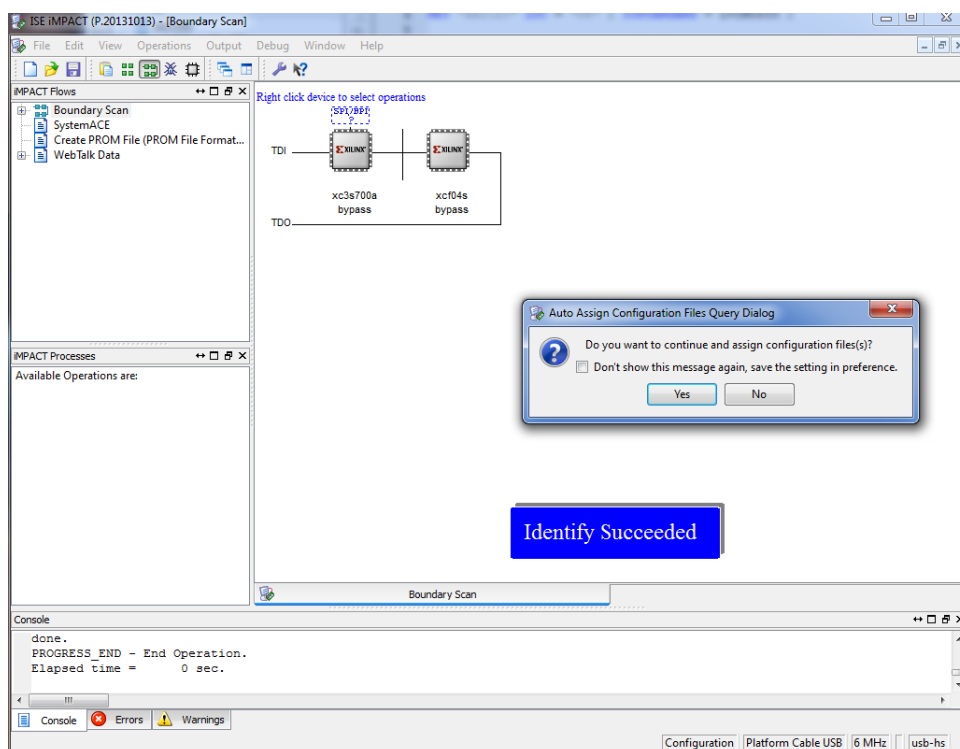 ISE iMPACT (P.20131013) - [Boundary Scan]
File Edit View Operations Output Debug Window Help
iMPACT Flows
Boundary Scan
SystemACE
Create PROM File (PROM File Format...
WebTalk Data
Right click device to select operations
SPI/BPI
?
TDI
XILINX
XILINX
xc3s700a
xcf04s
bypass
bypass
TDO
Auto Assign Configuration Files Query Dialog
Do you want to continue and assign configuration files(s)?
Don't show this message again, save the setting in preference.
Yes
No
iMPACT Processes
Available Operations are:
Identify Succeeded
Boundary Scan
Console
done.
PROGRESS_END - End Operation.
Elapsed time = 0 sec.
Console
Errors
Warnings
Configuration
Platform Cable USB
6 MHz
usb-hs